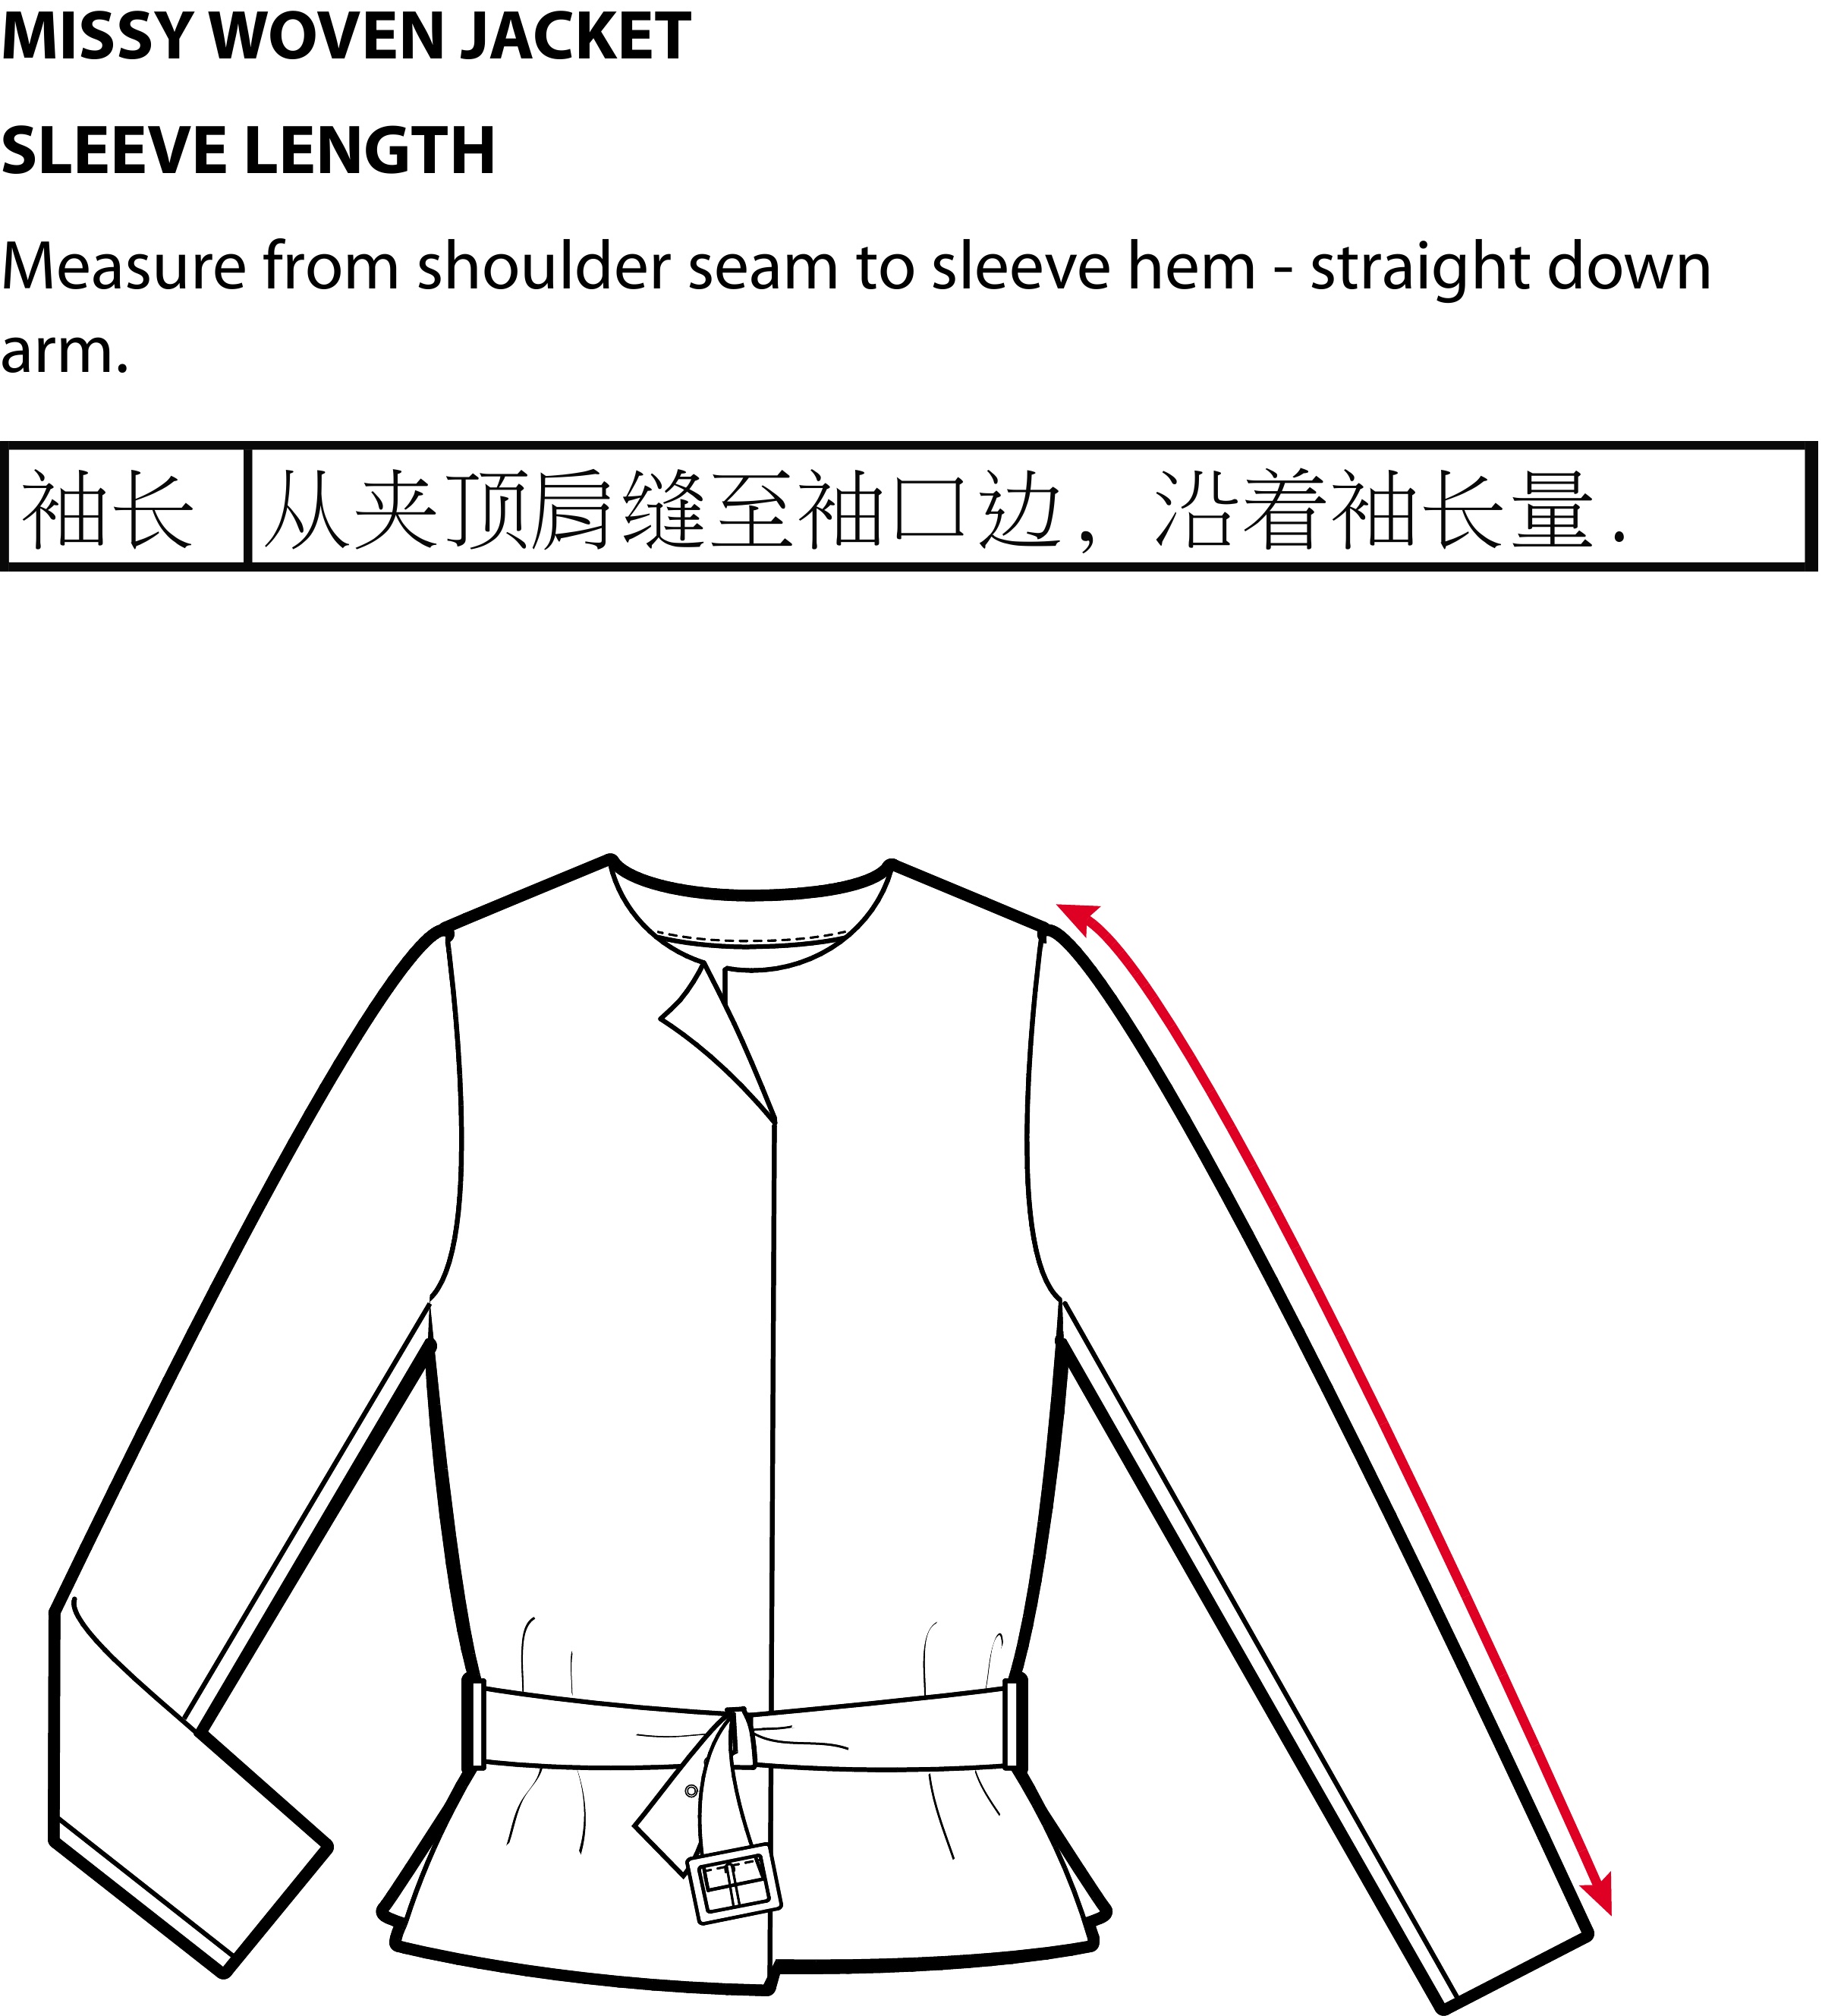 MISSY WOVEN JACKET
SLEEVE LENGTH
Measure from shoulder seam to sleeve hem - straight down
arm.
袖长 从夹顶后缝至袖口边, 沿着袖长量.